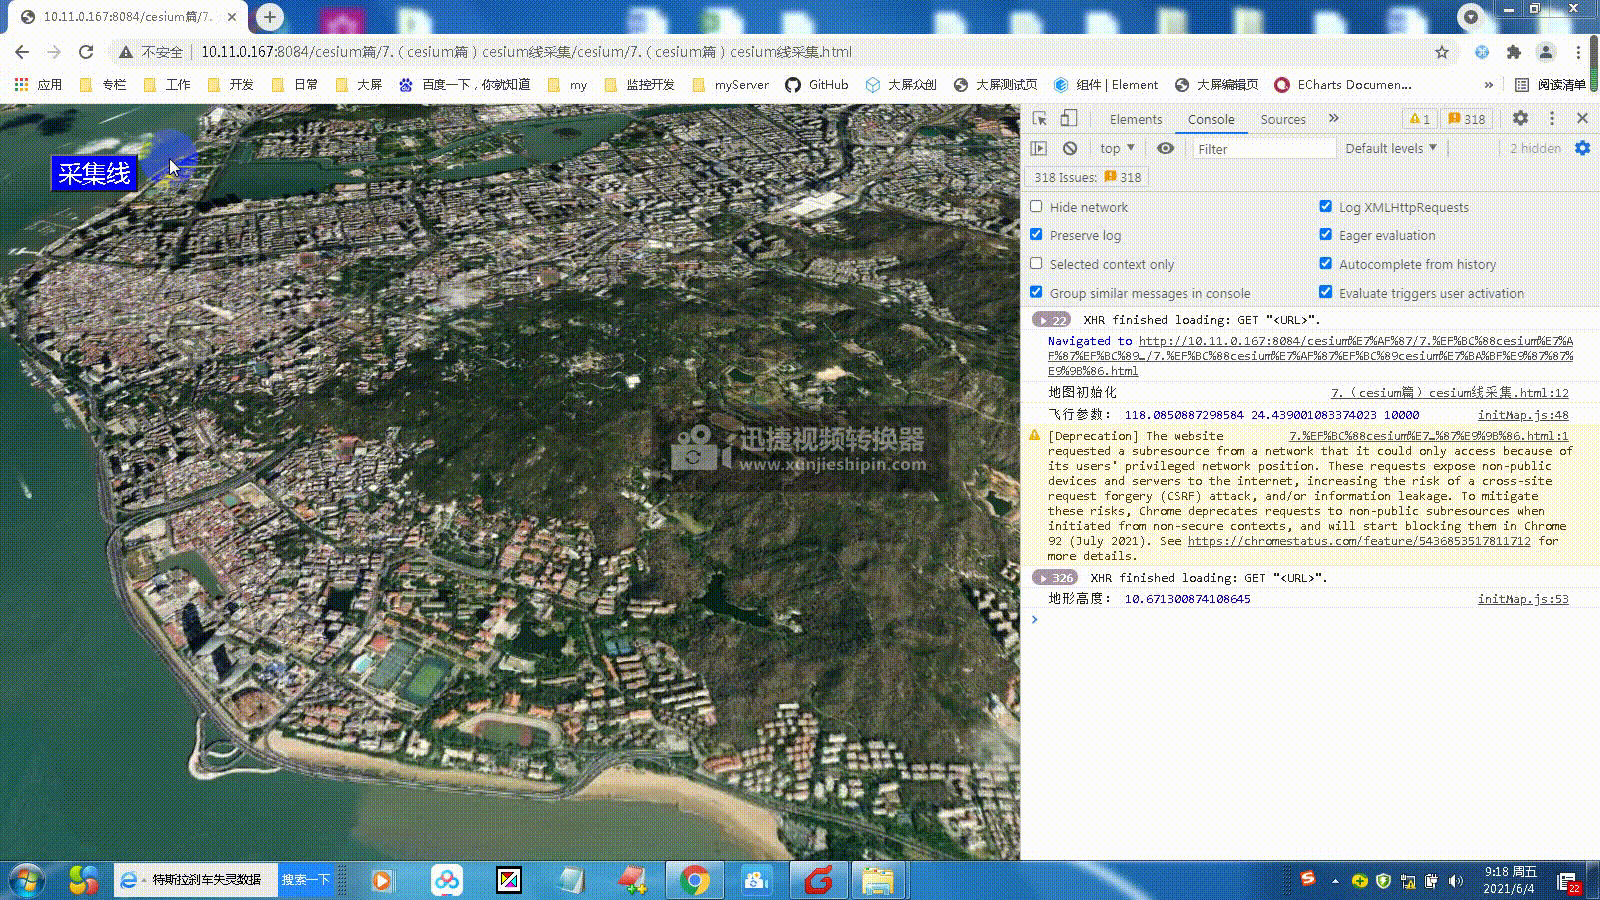 10.11.0.167:8084/cesium篇/7.
不安全 | 10.11.0.167:8084/cesium篇/7.（cesium篇）cesium线采集/cesium/7.（cesium篇）cesium线采集.html
应用 专栏 工作 开发 日常 大屏 百度一下，你就知道 my 监控开发 myServer GitHub 大屏众创 大屏测试页 组件 | Element 大屏编辑页 ECharts Documen... » 阅读清单
采集线
Elements Console Sources » 1 318
top Filter Default levels 2 hidden
318 Issues: 318
Hide network Log XMLHttpRequests
Preserve log Eager evaluation
Selected context only Autocomplete from history
Group similar messages in console Evaluate triggers user activation
22 XHR finished loading: GET "<URL>".
Navigated to http://10.11.0.167:8084/cesium%E7%AF%87/7.%EF%BC%88cesium%E7%A
F%87%EF%BC%89…/7.%EF%BC%88cesium%E7%AF%87%EF%BC%89cesium%E7%BA%BF%E9%87%87%
E9%9B%86.html
地图初始化 7.（cesium篇）cesium线采集.html:12
飞行参数： 118.0850887298584 24.439001083374023 10000 initMap.js:48
[Deprecation] The website 7.%EF%BC%88cesium%E7…%87%E9%9B%86.html:1
requested a subresource from a network that it could only access because of
its users' privileged network position. These requests expose non-public
devices and servers to the internet, increasing the risk of a cross-site
request forgery (CSRF) attack, and/or information leakage. To mitigate
these risks, Chrome deprecates requests to non-public subresources when
initiated from non-secure contexts, and will start blocking them in Chrome
92 (July 2021). See https://chromestatus.com/feature/5436853517811712 for
more details.
326 XHR finished loading: GET "<URL>".
地形高度： 10.671300874108645 initMap.js:53
迅捷视频转换器
www.xunjieshipin.com
特斯拉刹车失灵数据 搜索一下
9:18 周五
2021/6/4
22